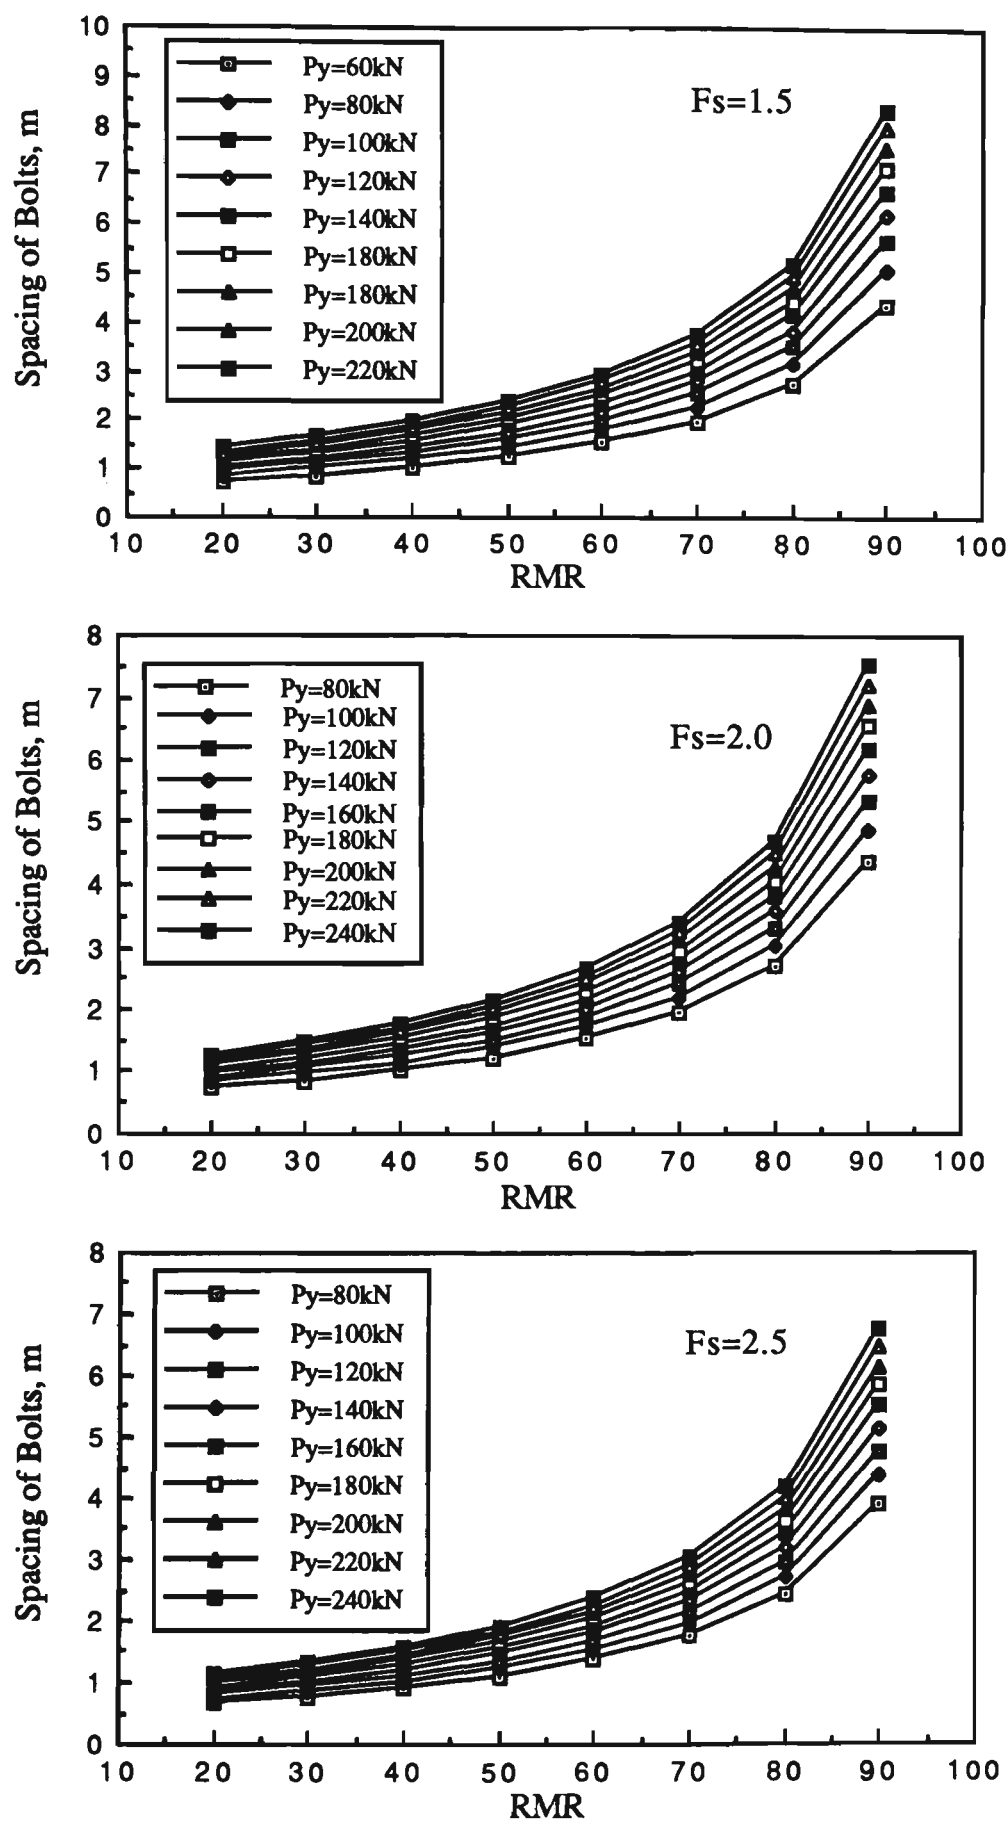 10
9
8
7
6
5
4
3
2
1
0
Spacing of Bolts, m
Py=60kN
Py=80kN
Py=100kN
Py=120kN
Py=140kN
Py=180kN
Py=180kN
Py=200kN
Py=220kN
Fs=1.5
10 20 30 40 50 60 70 80 90 100
RMR
8
7
6
5
4
3
2
1
0
Spacing of Bolts, m
Py=80kN
Py=100kN
Py=120kN
Py=140kN
Py=160kN
Py=180kN
Py=200kN
Py=220kN
Py=240kN
Fs=2.0
10 20 30 40 50 60 70 80 90 100
RMR
8
7
6
5
4
3
2
1
0
Spacing of Bolts, m
Py=80kN
Py=100kN
Py=120kN
Py=140kN
Py=160kN
Py=180kN
Py=200kN
Py=220kN
Py=240kN
Fs=2.5
10 20 30 40 50 60 70 80 90 100
RMR